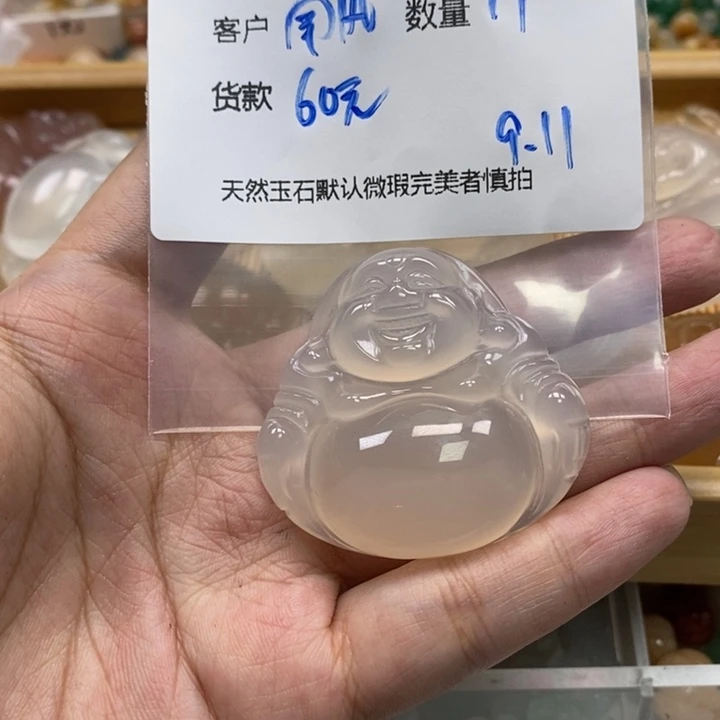 客户 数量
货款 60元
9-11
天然玉石默认微瑕完美者慎拍